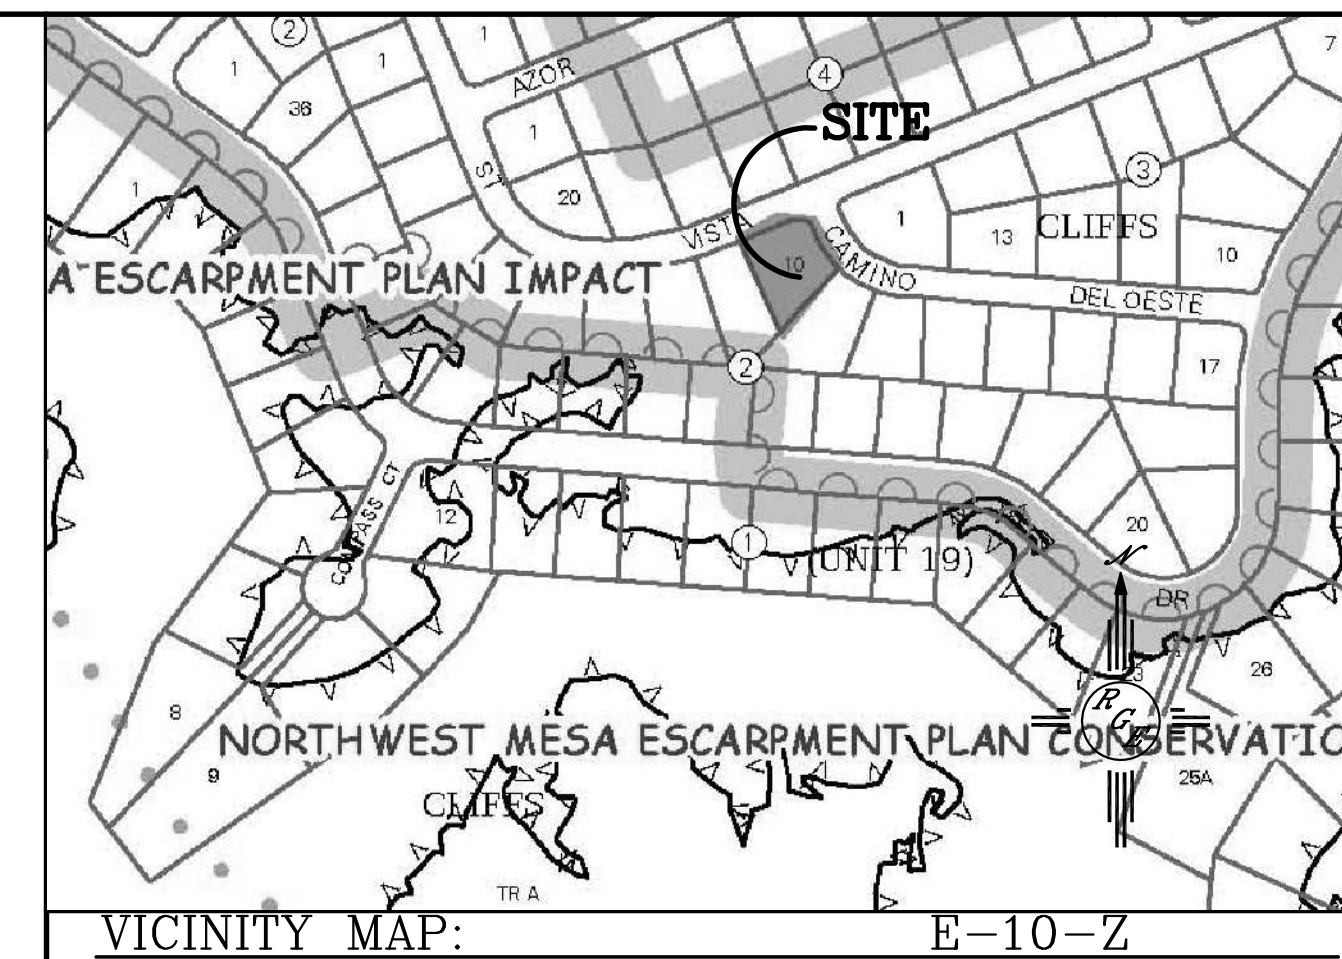 2
1
1
1
7
AZOR
4
36
1
SITE
ST
3
1
20
1
VISTA
CAMINO
13
CLIFFS
10
10
A ESCARPMENT PLAN IMPACT
DEL OESTE
2
17
COMPASS CT
12
20
1
(UNIT 19)
N
DR
26
8
R
G
E
NORTHWEST MESA ESCARPMENT PLAN CONSERVATIO
9
25A
CLIFFS
TR A
VICINITY MAP: E-10-Z